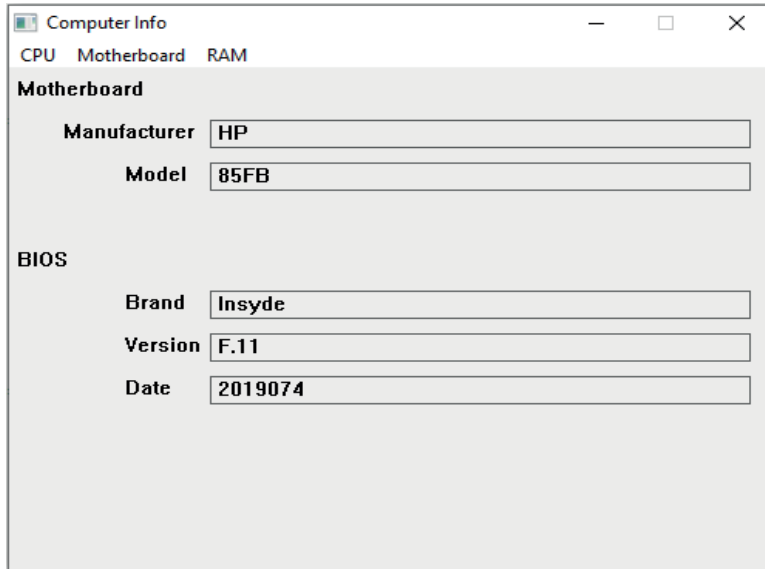 Computer Info
CPU Motherboard RAM
Motherboard
Manufacturer HP
Model 85FB
BIOS
Brand Insyde
Version F.11
Date 2019074